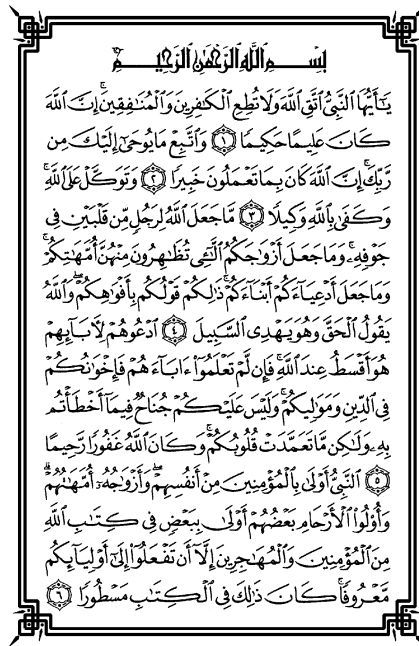 بِسْمِ ٱللَّهِ ٱلرَّحْمَٰنِ ٱلرَّحِيمِ
يَٰٓأَيُّهَا ٱلنَّبِىُّ ٱتَّقِ ٱللَّهَ وَلَا تُطِعِ ٱلْكَٰفِرِينَ وَٱلْمُنَٰفِقِينَ ۗ إِنَّ ٱللَّهَ
كَانَ عَلِيمًا حَكِيمًا ١ وَٱتَّبِعْ مَا يُوحَىٰٓ إِلَيْكَ مِن
رَّبِّكَ ۚ إِنَّ ٱللَّهَ كَانَ بِمَا تَعْمَلُونَ خَبِيرًا ٢ وَتَوَكَّلْ عَلَى ٱللَّهِ ۚ
وَكَفَىٰ بِٱللَّهِ وَكِيلًا ٣ مَّا جَعَلَ ٱللَّهُ لِرَجُلٍ مِّن قَلْبَيْنِ فِى
جَوْفِهِۦ ۚ وَمَا جَعَلَ أَزْوَٰجَكُمُ ٱلَّٰٓـِٔى تُظَٰهِرُونَ مِنْهُنَّ أُمَّهَٰتِكُمْ ۚ
وَمَا جَعَلَ أَدْعِيَآءَكُمْ أَبْنَآءَكُمْ ۚ ذَٰلِكُمْ قَوْلُكُم بِأَفْوَٰهِكُمْ ۖ وَٱللَّهُ
يَقُولُ ٱلْحَقَّ وَهُوَ يَهْدِى ٱلسَّبِيلَ ٤ ٱدْعُوهُمْ لِءَابَآئِهِمْ
هُوَ أَقْسَطُ عِندَ ٱللَّهِ ۚ فَإِن لَّمْ تَعْلَمُوٓا۟ ءَابَآءَهُمْ فَإِخْوَٰنُكُمْ
فِى ٱلدِّينِ وَمَوَٰلِيكُمْ ۚ وَلَيْسَ عَلَيْكُمْ جُنَاحٌ فِيمَآ أَخْطَأْتُم
بِهِۦ وَلَٰكِن مَّا تَعَمَّدَتْ قُلُوبُكُمْ ۚ وَكَانَ ٱللَّهُ غَفُورًا رَّحِيمًا
٥ ٱلنَّبِىُّ أَوْلَىٰ بِٱلْمُؤْمِنِينَ مِنْ أَنفُسِهِمْ ۖ وَأَزْوَٰجُهُۥٓ أُمَّهَٰتُهُمْ ۗ
وَأُو۟لُوا۟ ٱلْأَرْحَامِ بَعْضُهُمْ أَوْلَىٰ بِبَعْضٍ فِى كِتَٰبِ ٱللَّهِ
مِنَ ٱلْمُؤْمِنِينَ وَٱلْمُهَٰجِرِينَ إِلَّآ أَن تَفْعَلُوٓا۟ إِلَىٰٓ أَوْلِيَآئِكُم
مَّعْرُوفًا ۚ كَانَ ذَٰلِكَ فِى ٱلْكِتَٰبِ مَسْطُورًا ٦